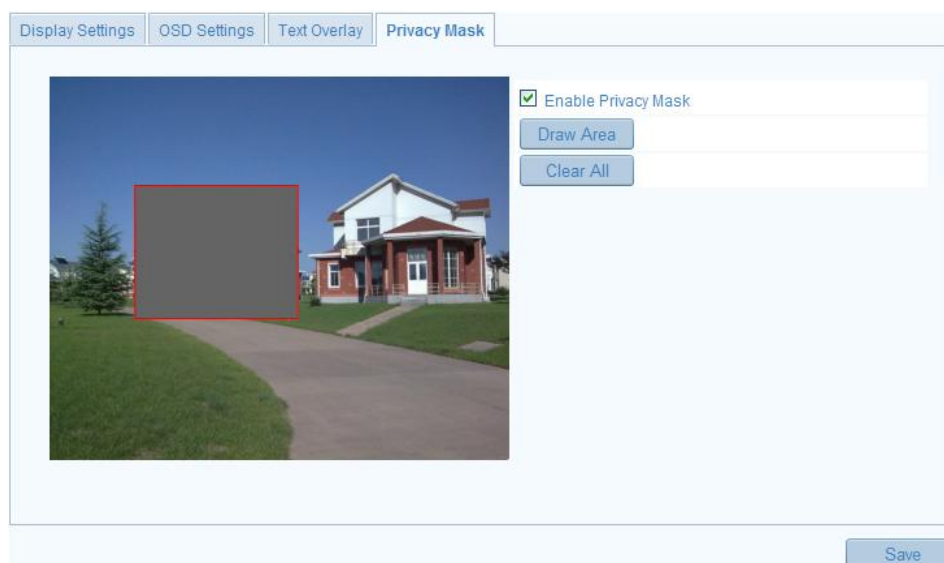 Display Settings OSD Settings Text Overlay Privacy Mask
Enable Privacy Mask
Draw Area
Clear All
Save